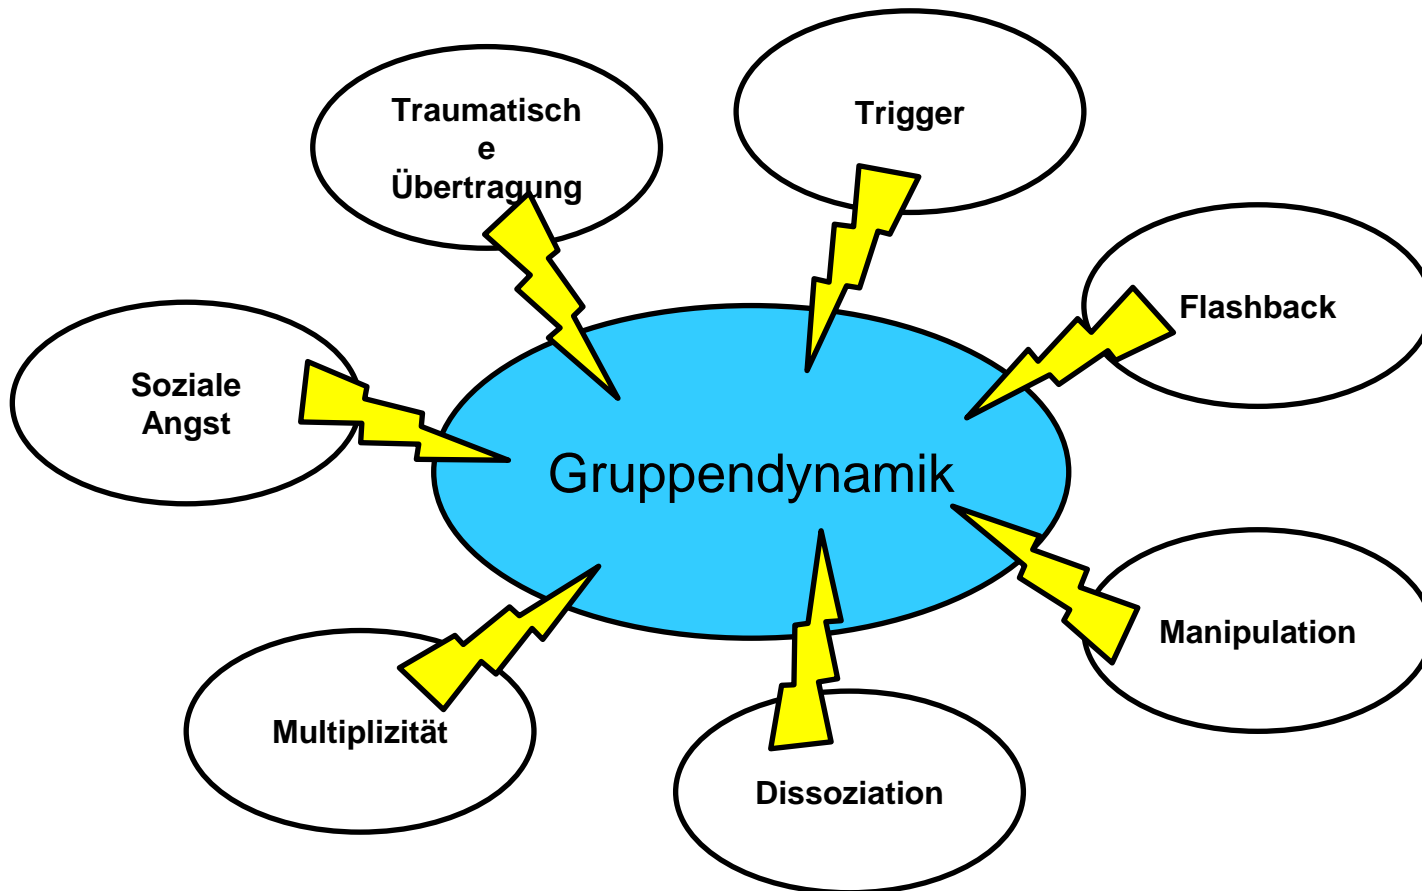 Traumatisch
e
Übertragung
Trigger
Flashback
Soziale
Angst
Gruppendynamik
Manipulation
Multiplizität
Dissoziation